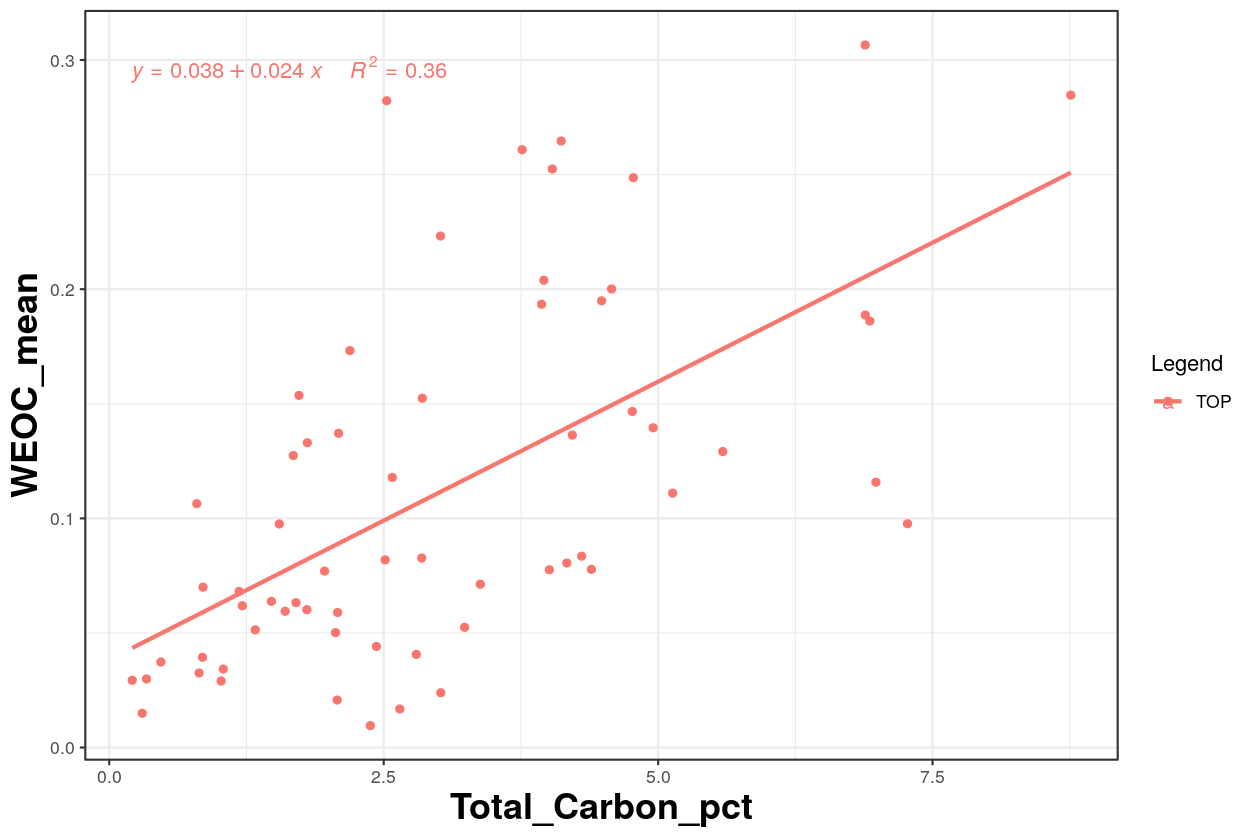 y = 0.038 + 0.024 x R² = 0.36
0.3
0.2
0.1
0.0
WEOC_mean
0.0 2.5 5.0 7.5
Total_Carbon_pct
Legend
a TOP